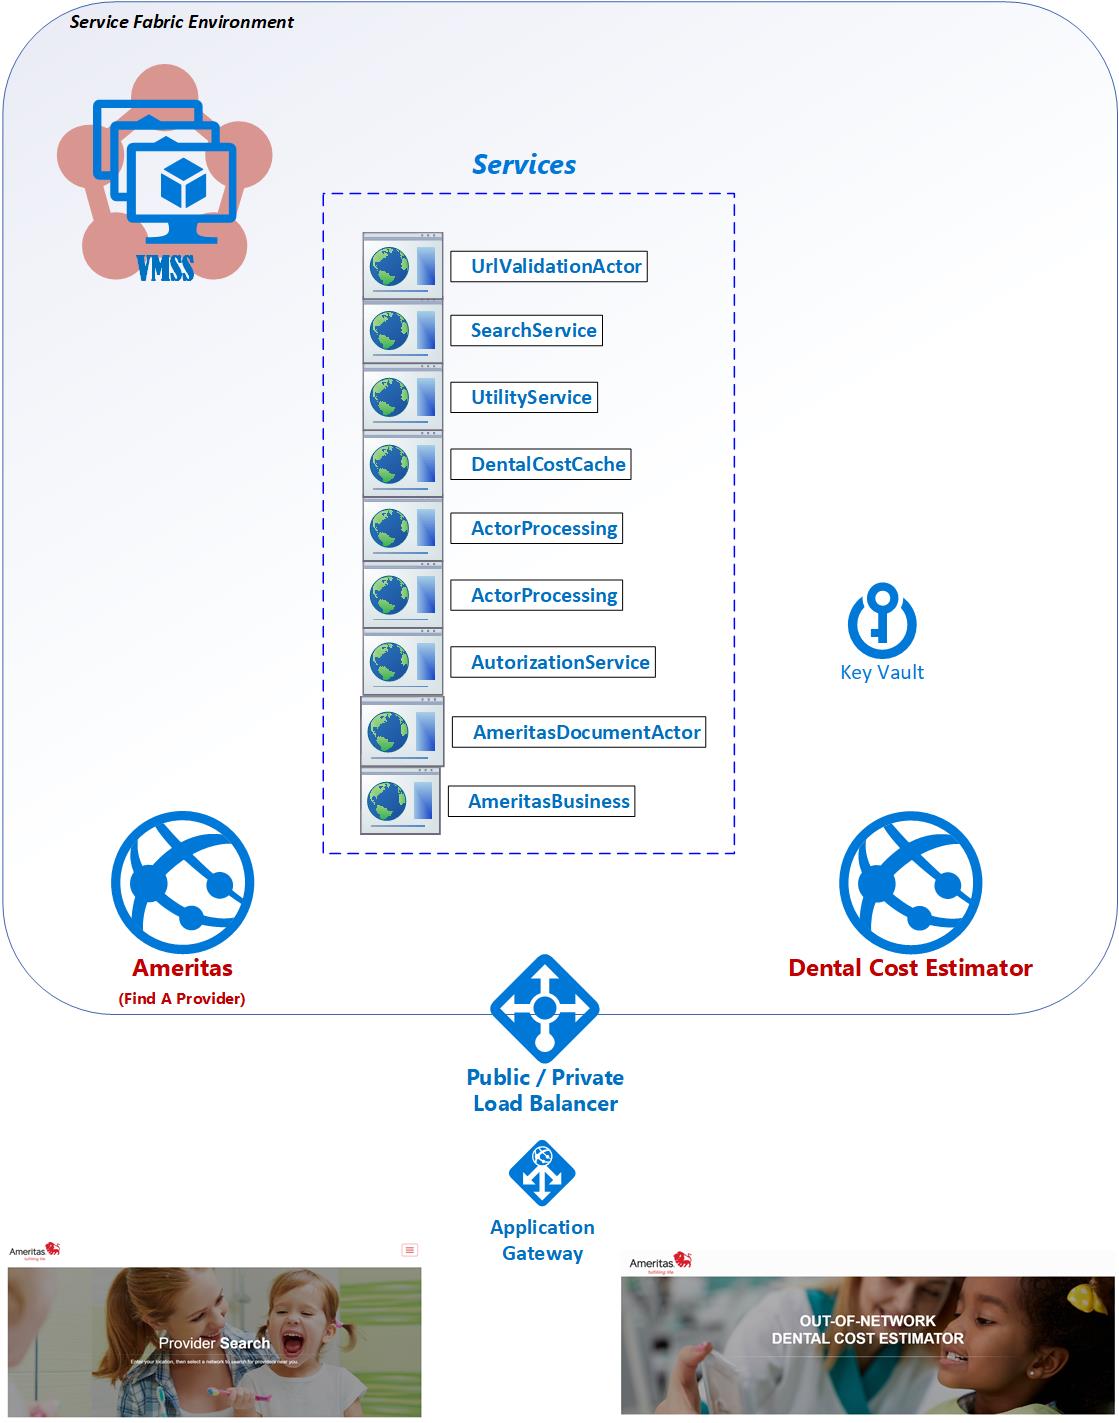 Service Fabric Environment
VMSS
Services
UrlValidationActor
SearchService
UtilityService
DentalCostCache
ActorProcessing
ActorProcessing
AutorizationService
AmeritasDocumentActor
AmeritasBusiness
Key Vault
Ameritas
(Find A Provider)
Dental Cost Estimator
Public / Private
Load Balancer
Application
Gateway
Ameritas
fulfilling life
Provider Search
Enter your location, then select a network to search for providers near you.
Ameritas
fulfilling life
OUT-OF-NETWORK
DENTAL COST ESTIMATOR